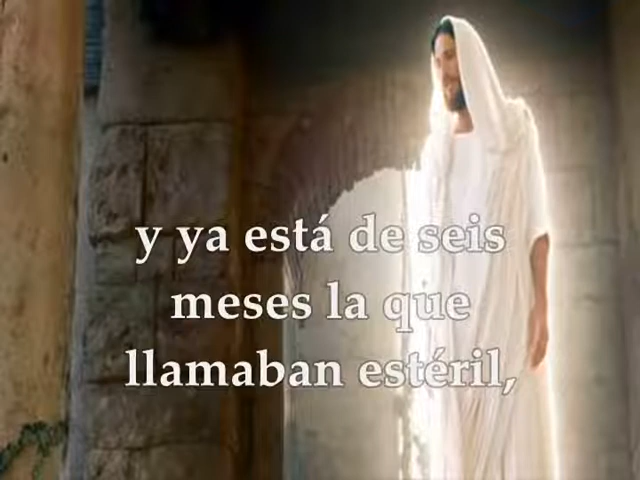 y ya está de seis
meses la que
llamaban estéril,